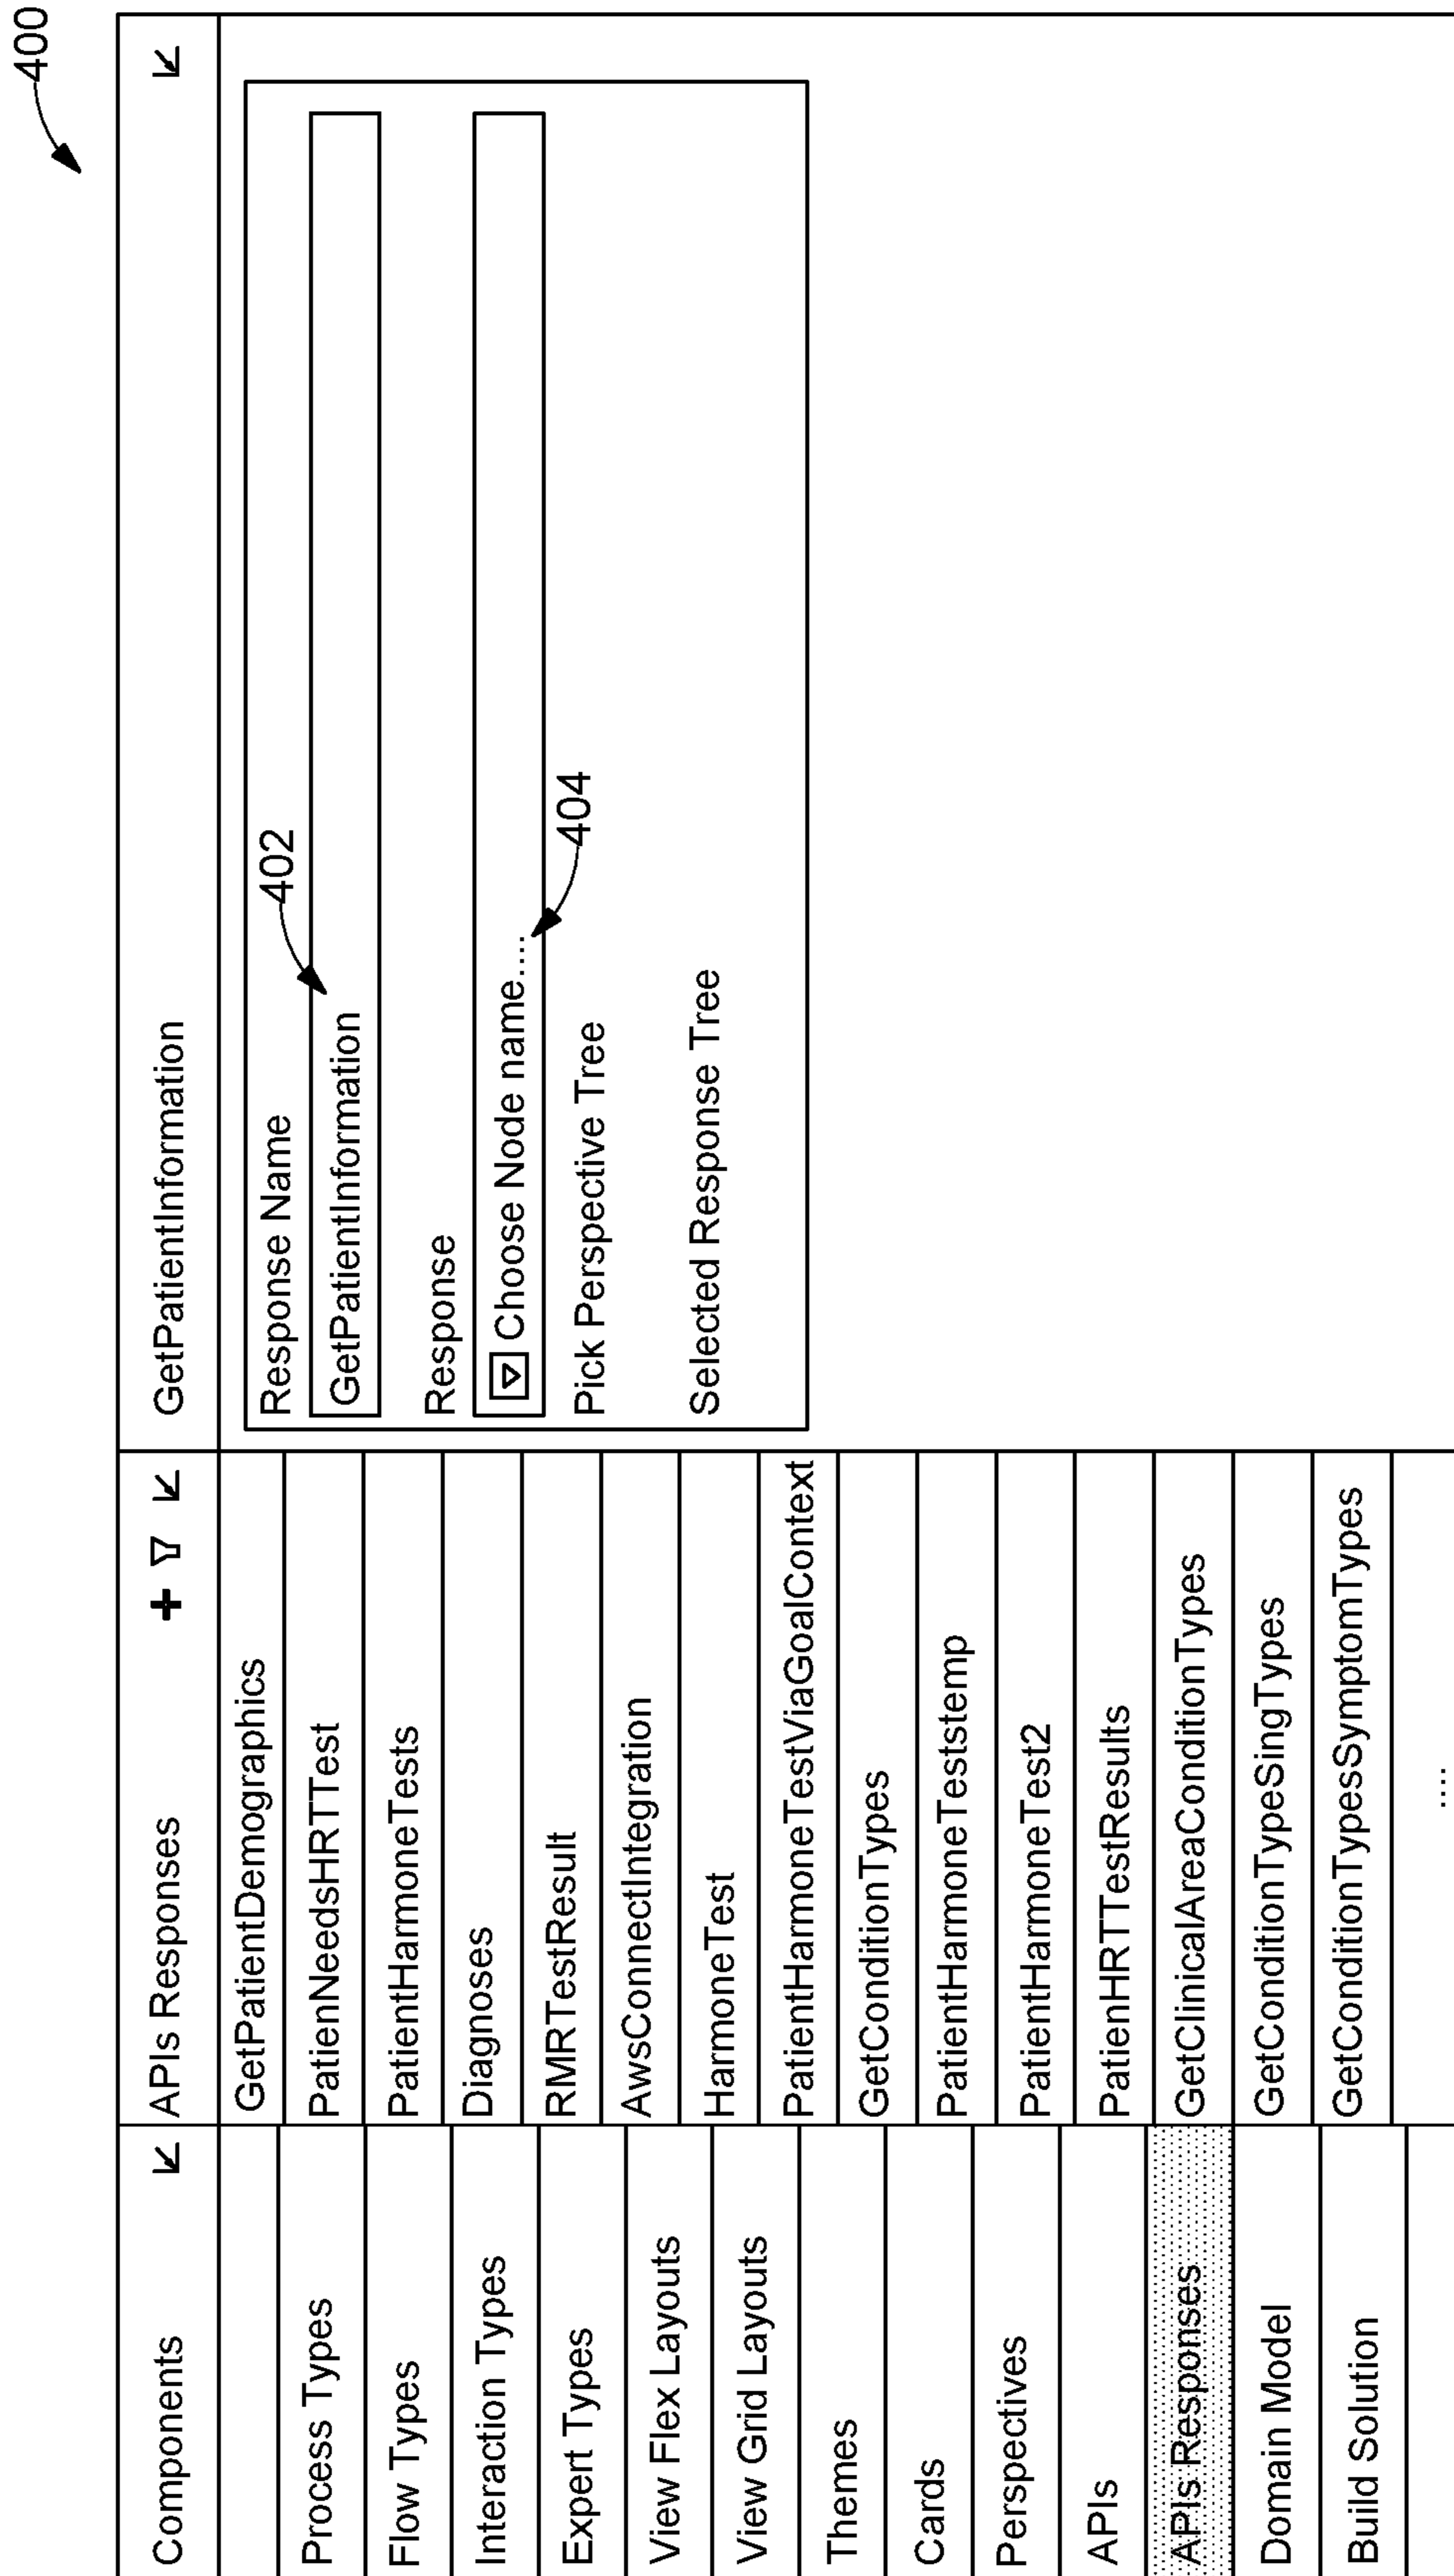 400
Components
Process Types
Flow Types
Interaction Types
Expert Types
View Flex Layouts
View Grid Layouts
Themes
Cards
Perspectives
APIs
APIs Responses
Domain Model
Build Solution
APIs Responses
GetPatientDemographics
PatienNeedsHRTTest
PatientHarmoneTests
Diagnoses
RMRTestResult
AwsConnectIntegration
HarmoneTest
PatientHarmoneTestViaGoalContext
GetConditionTypes
PatientHarmoneTeststemp
PatientHarmoneTest2
PatienHRTTestResults
GetClinicalAreaConditionTypes
GetConditionTypeSingTypes
GetConditionTypesSymptomTypes
....
GetPatientInformation
Response Name
402
GetPatientInformation
Response
Choose Node name....
404
Pick Perspective Tree
Selected Response Tree